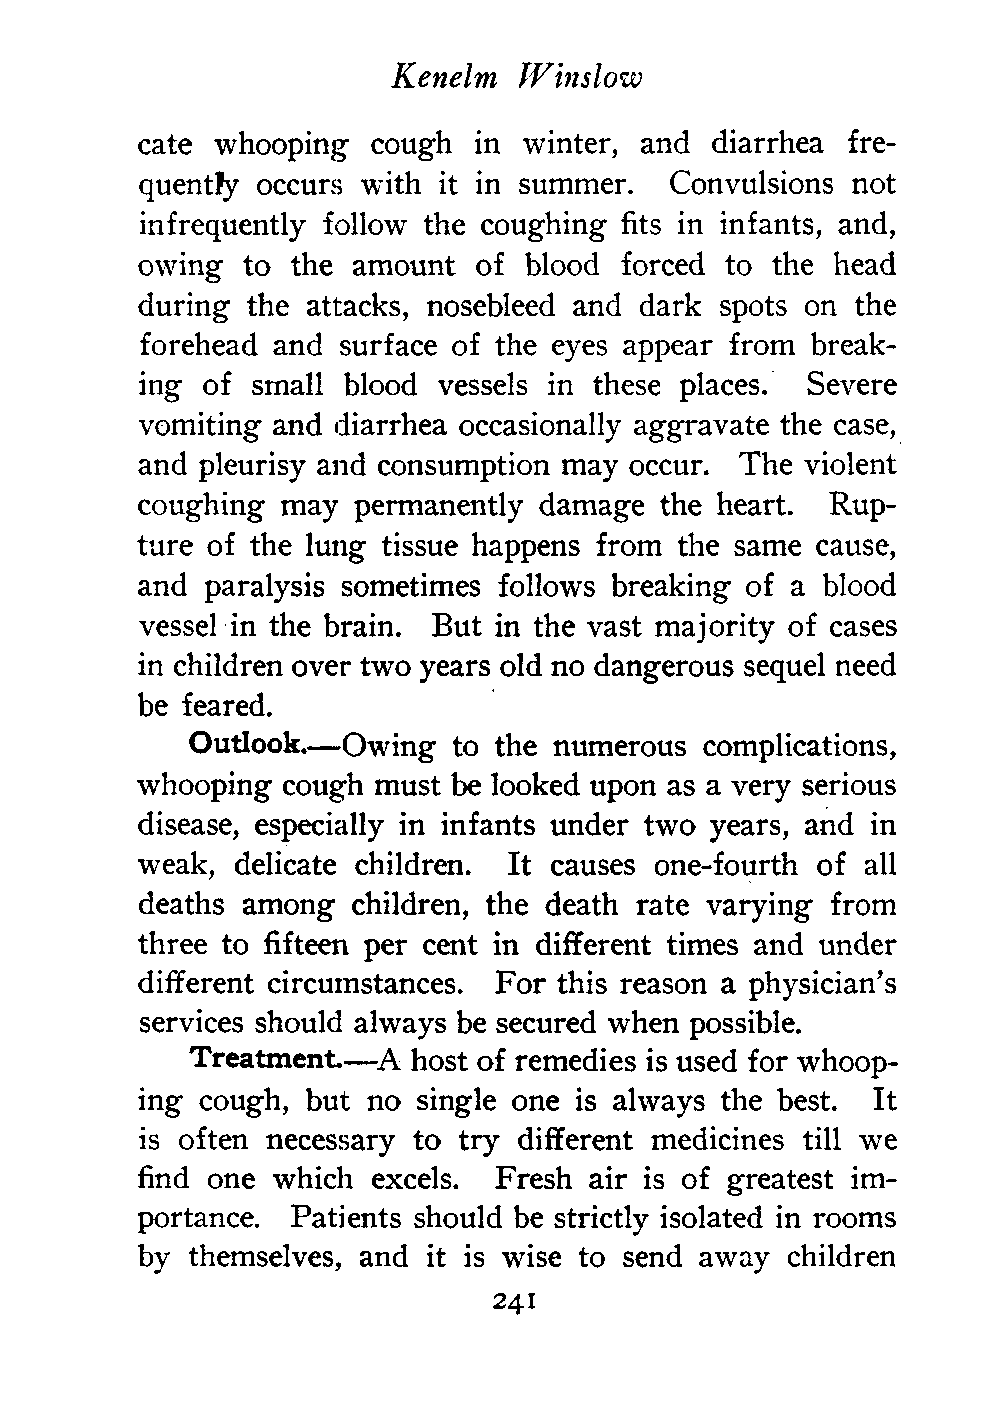 Kenelm Winslow
cate whooping cough in winter, and diarrhea fre-
quently occurs with it in summer. Convulsions not
infrequently follow the coughing fits in infants, and,
owing to the amount of blood forced to the head
during the attacks, nosebleed and dark spots on the
forehead and surface of the eyes appear from break-
ing of small blood vessels in these places. Severe
vomiting and diarrhea occasionally aggravate the case,
and pleurisy and consumption may occur. The violent
coughing may permanently damage the heart. Rup-
ture of the lung tissue happens from the same cause,
and paralysis sometimes follows breaking of a blood
vessel in the brain. But in the vast majority of cases
in children over two years old no dangerous sequel need
be feared.
Outlook.—Owing to the numerous complications,
whooping cough must be looked upon as a very serious
disease, especially in infants under two years, and in
weak, delicate children. It causes one-fourth of all
deaths among children, the death rate varying from
three to fifteen per cent in different times and under
different circumstances. For this reason a physician's
services should always be secured when possible.
Treatment.—A host of remedies is used for whoop-
ing cough, but no single one is always the best. It
is often necessary to try different medicines till we
find one which excels. Fresh air is of greatest im-
portance. Patients should be strictly isolated in rooms
by themselves, and it is wise to send away children
241